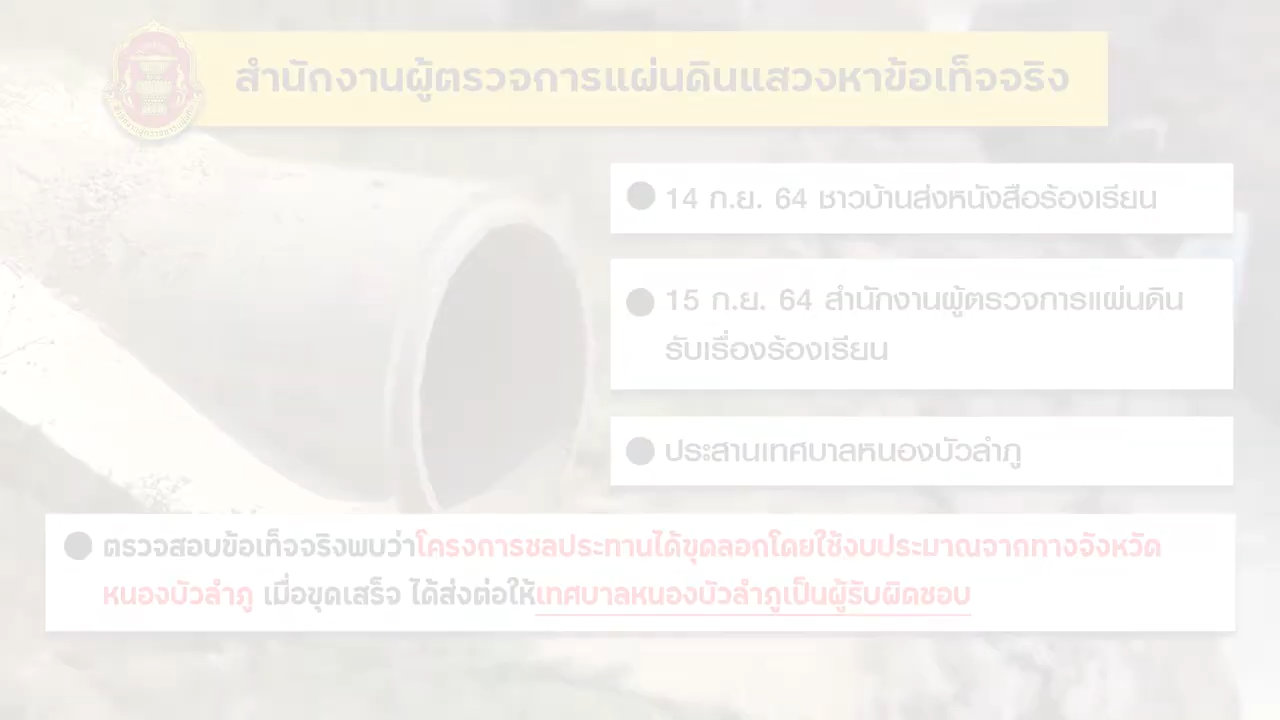 สำนักงานผู้ตรวจการแผ่นดินแสวงหาข้อเท็จจริง
14 ก.ย. 64 ชาวบ้านส่งหนังสือร้องเรียน
15 ก.ย. 64 สำนักงานผู้ตรวจการแผ่นดิน
รับเรื่องร้องเรียน
ประสานเทศบาลหนองบัวลำภู
ตรวจสอบข้อเท็จจริงพบว่าโครงการชลประทานได้ขุดลอกโดยใช้งบประมาณจากทางจังหวัด
หนองบัวลำภู เมื่อขุดเสร็จ ได้ส่งต่อให้เทศบาลหนองบัวลำภูเป็นผู้รับผิดชอบ